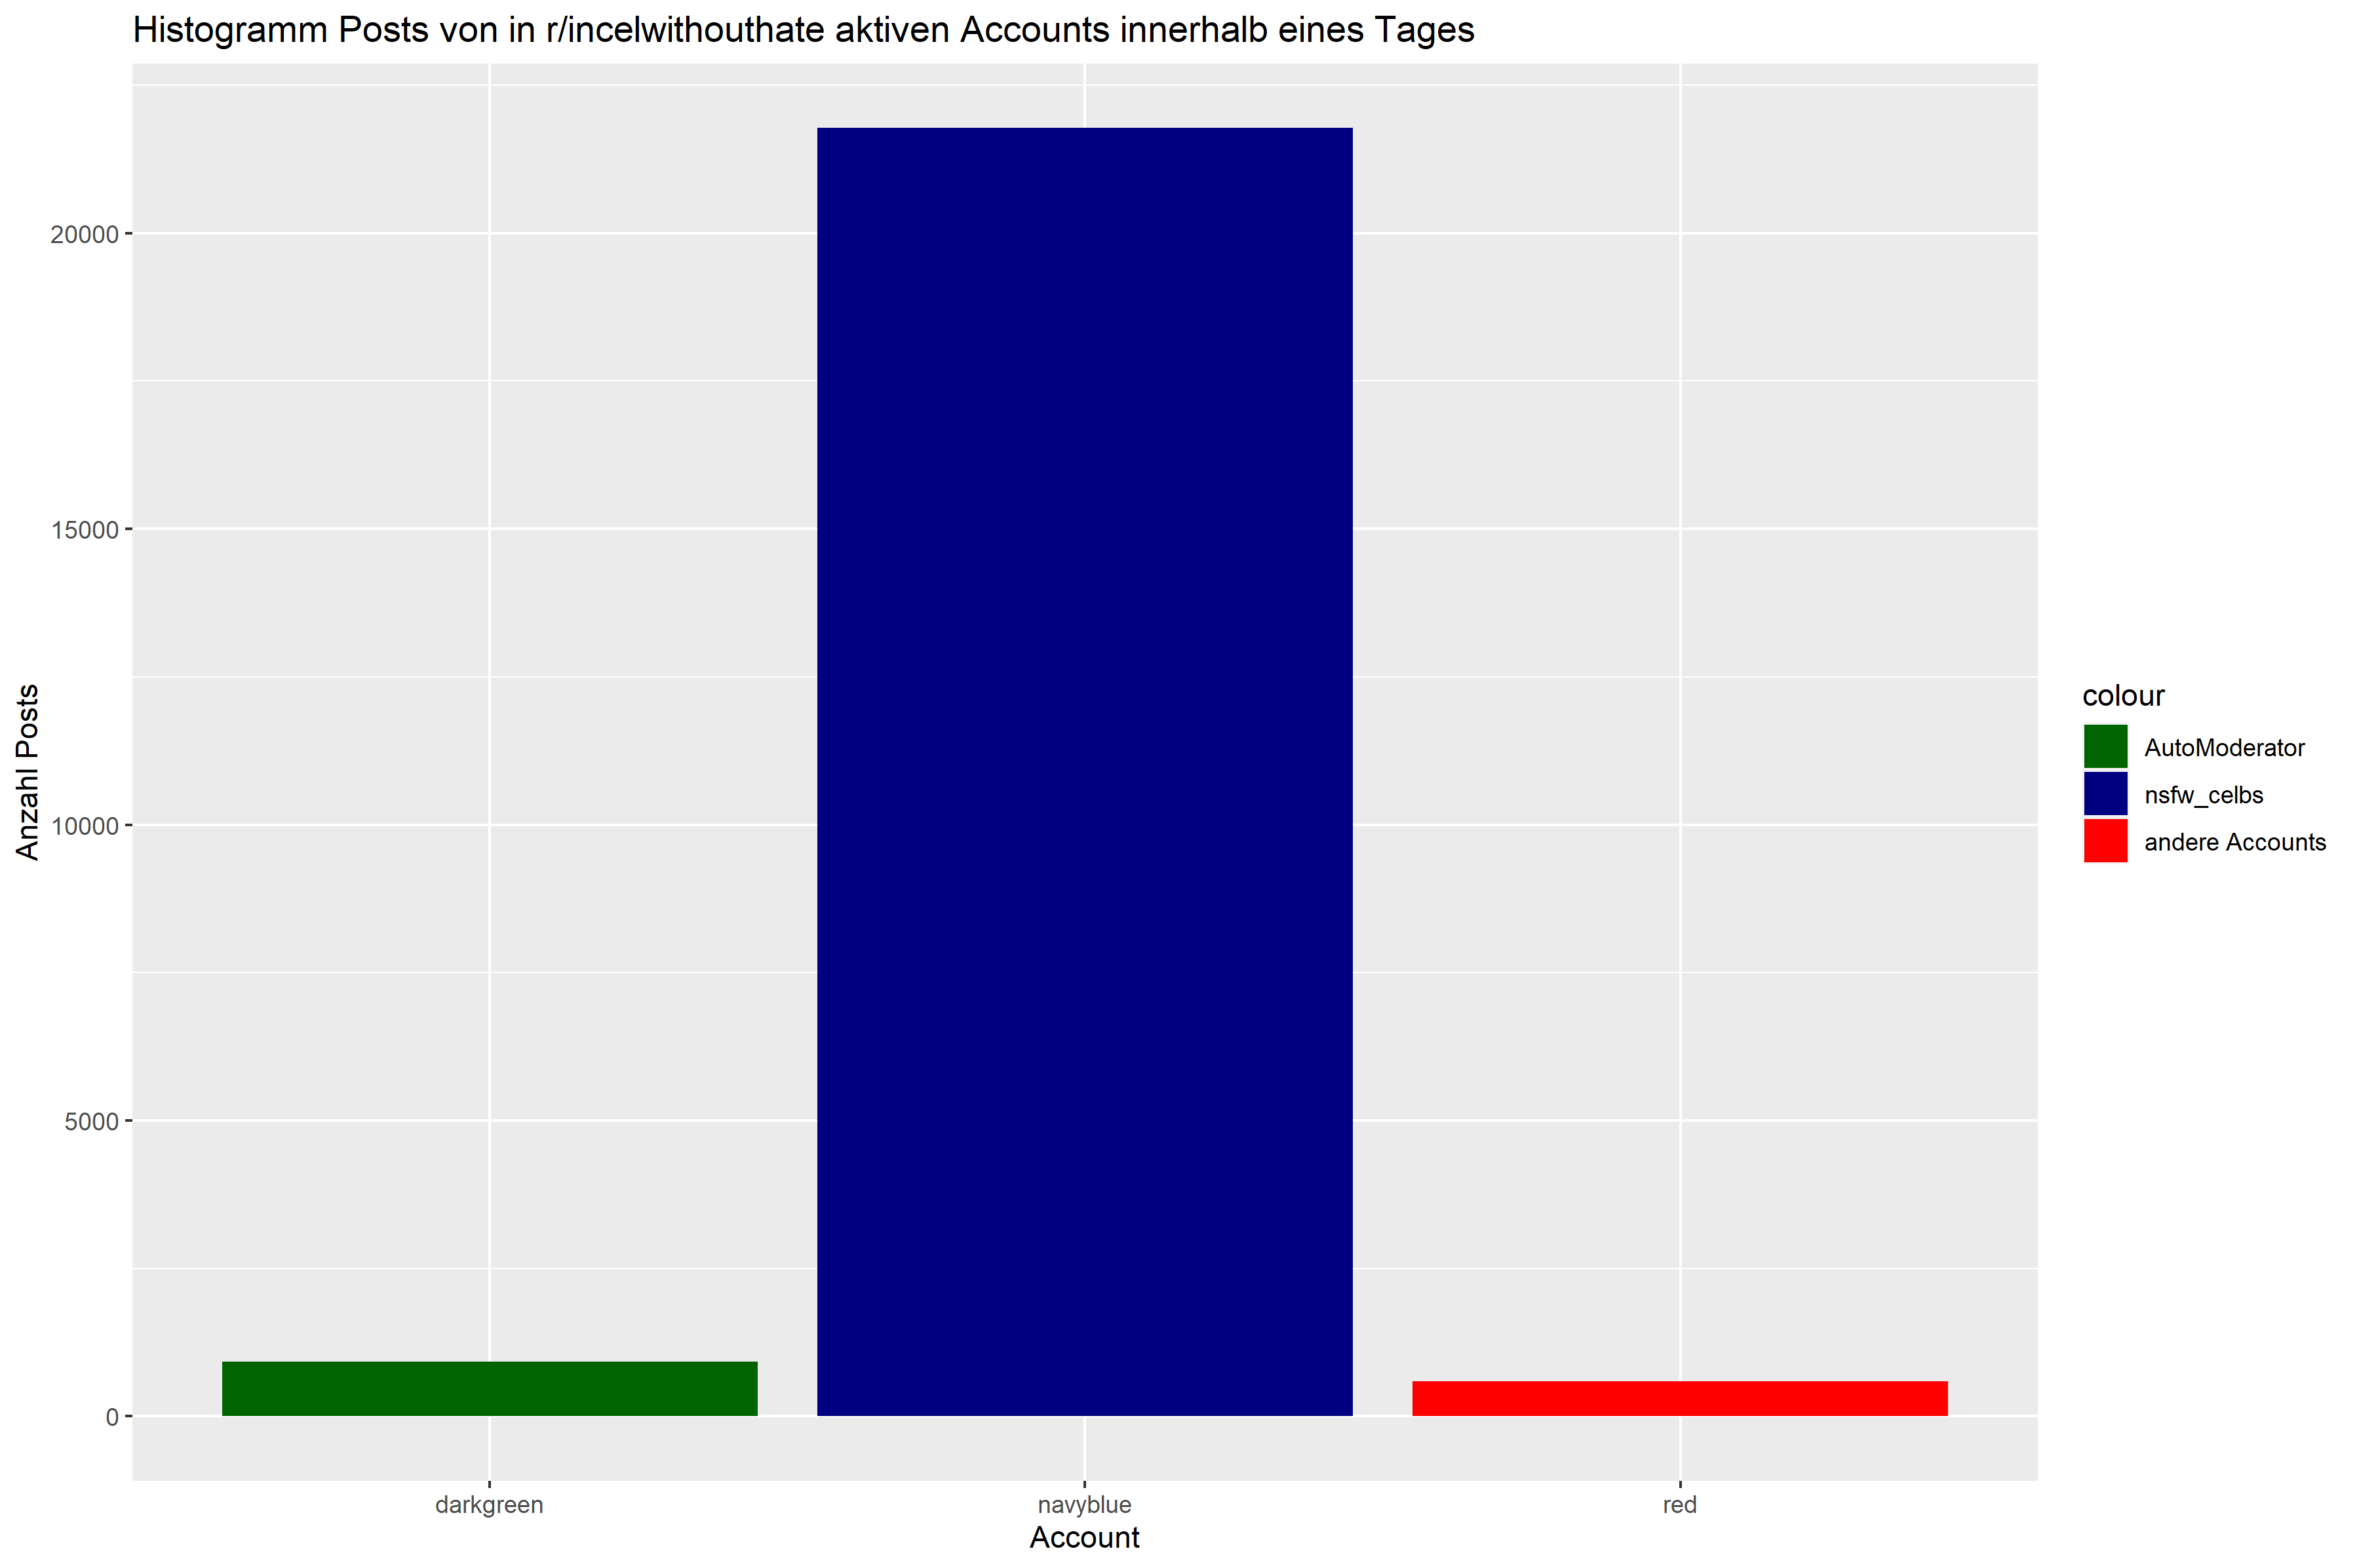 Histogramm Posts von in r/incelwithouthate aktiven Accounts innerhalb eines Tages
Anzahl Posts
20000
15000
10000
5000
0
darkgreen
navyblue
red
Account
colour
AutoModerator
nsfw_celbs
andere Accounts